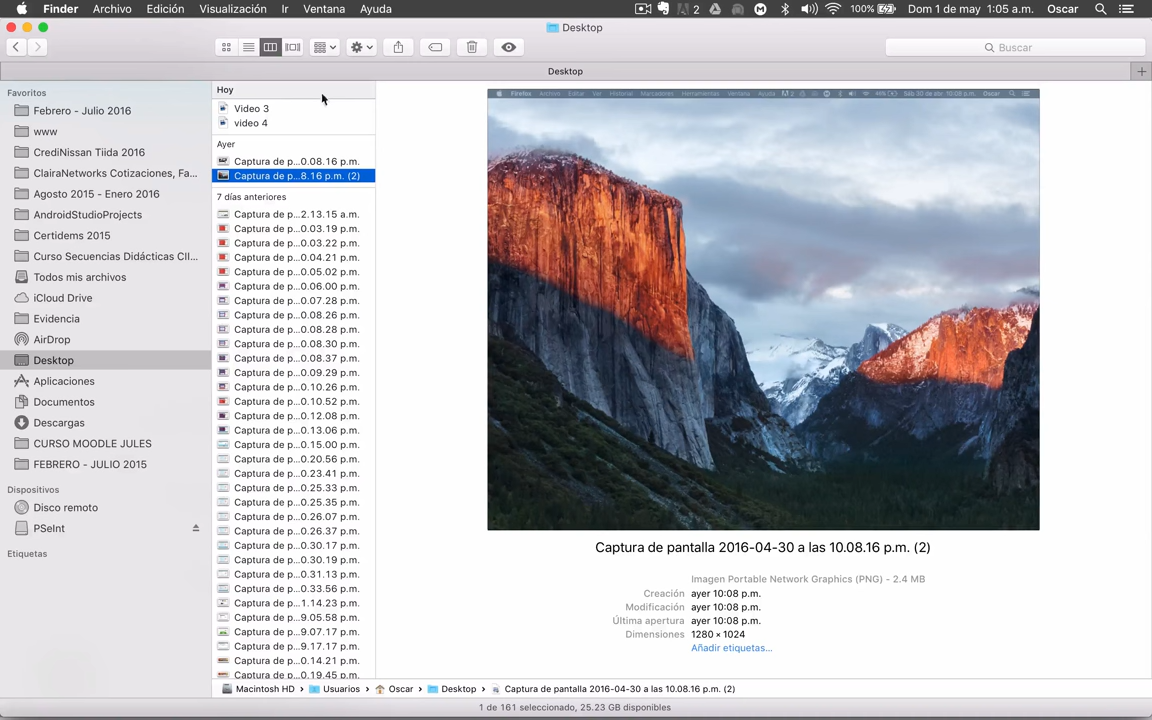 Finder Archivo Edición Visualización Ir Ventana Ayuda 2 100% Dom 1 de may 1:05 a.m. Oscar
Desktop
Buscar
Desktop
Favoritos
Febrero - Julio 2016
www
CrediNissan Tiida 2016
ClairaNetworks Cotizaciones, Fa...
Agosto 2015 - Enero 2016
AndroidStudioProjects
Certidems 2015
Curso Secuencias Didácticas CII...
Todos mis archivos
iCloud Drive
Evidencia
AirDrop
Desktop
Aplicaciones
Documentos
Descargas
CURSO MOODLE JULES
FEBRERO - JULIO 2015
Dispositivos
Disco remoto
PSeInt
Etiquetas
Hoy
Video 3
video 4
Ayer
Captura de p...0.08.16 p.m.
Captura de p...8.16 p.m. (2)
7 días anteriores
Captura de p...2.13.15 a.m.
Captura de p...0.03.19 p.m.
Captura de p...0.03.22 p.m.
Captura de p...0.04.21 p.m.
Captura de p...0.05.02 p.m.
Captura de p...0.06.00 p.m.
Captura de p...0.07.28 p.m.
Captura de p...0.08.26 p.m.
Captura de p...0.08.28 p.m.
Captura de p...0.08.30 p.m.
Captura de p...0.08.37 p.m.
Captura de p...0.09.29 p.m.
Captura de p...0.10.26 p.m.
Captura de p...0.10.52 p.m.
Captura de p...0.12.08 p.m.
Captura de p...0.13.06 p.m.
Captura de p...0.15.00 p.m.
Captura de p...0.20.56 p.m.
Captura de p...0.23.41 p.m.
Captura de p...0.25.33 p.m.
Captura de p...0.25.35 p.m.
Captura de p...0.26.07 p.m.
Captura de p...0.26.37 p.m.
Captura de p...0.30.17 p.m.
Captura de p...0.30.19 p.m.
Captura de p...0.31.13 p.m.
Captura de p...0.33.56 p.m.
Captura de p...1.14.23 p.m.
Captura de p...9.05.58 p.m.
Captura de p...9.07.17 p.m.
Captura de p...9.17.17 p.m.
Captura de p...0.14.21 p.m.
Captura de p...0.19.45 p.m.
Firefox Archivo Editar Ver Historial Marcadores Herramientas Ventana Ayuda Sáb 30 de abr 10:08 p.m. Oscar
Captura de pantalla 2016-04-30 a las 10.08.16 p.m. (2)
Imagen Portable Network Graphics (PNG) - 2.4 MB
Creación ayer 10:08 p.m.
Modificación ayer 10:08 p.m.
Última apertura ayer 10:08 p.m.
Dimensiones 1280 × 1024
Añadir etiquetas...
Macintosh HD › Usuarios › Oscar › Desktop › Captura de pantalla 2016-04-30 a las 10.08.16 p.m. (2)
1 de 161 seleccionado, 25.23 GB disponibles